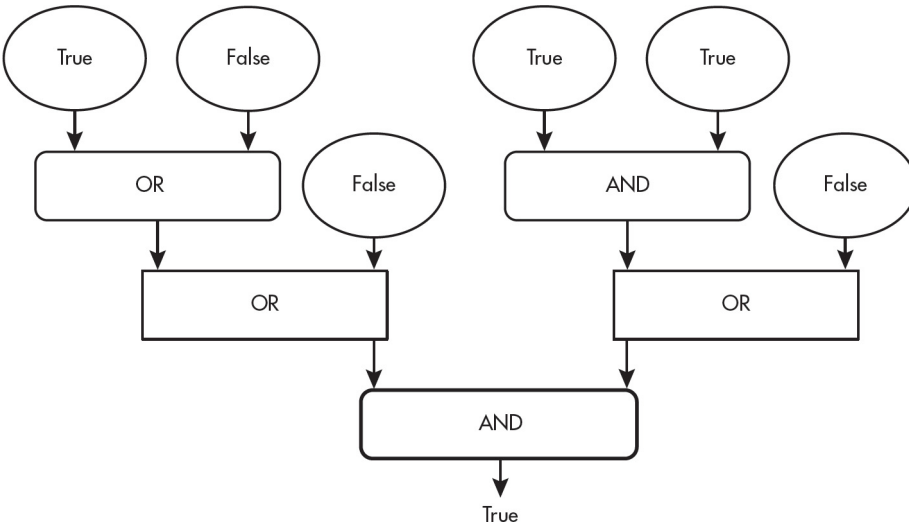 True
False
True
True
OR
False
AND
False
OR
OR
AND
True